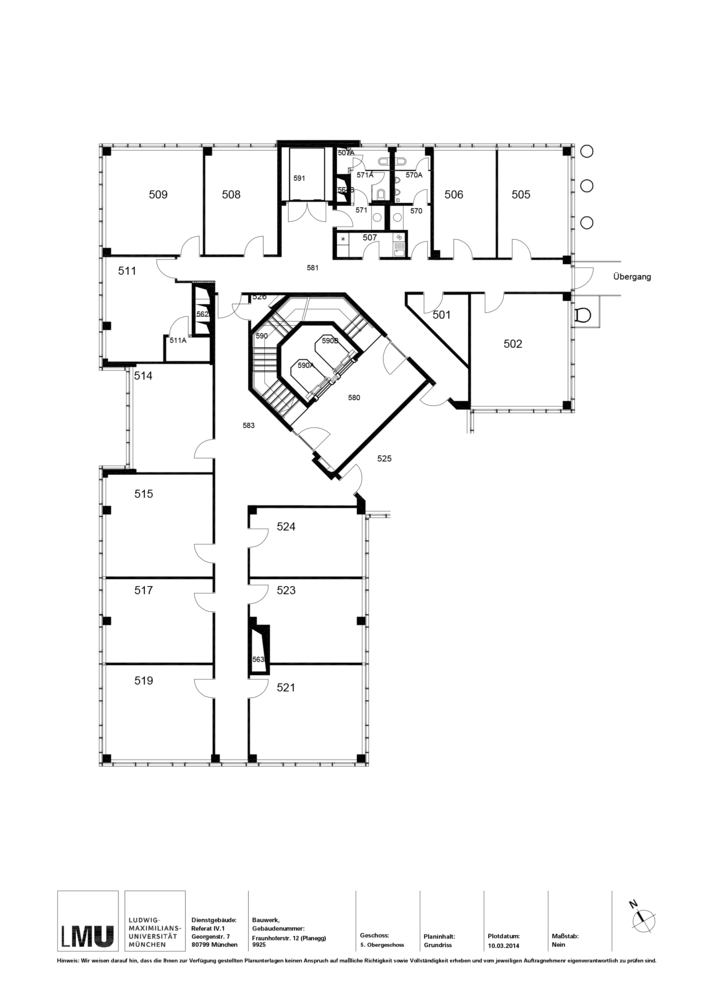 507A
591
571A
570A
509
508
564B
506
505
571
570
507
511
581
Übergang
526
562
501
590
590B
511A
502
514
590A
580
583
525
515
524
517
523
563
519
521
N
LUDWIG-
MAXIMILIANS-
UNIVERSITÄT
MÜNCHEN
LMU
Dienstgebäude:
Referat IV.1
Georgenstr. 7
80799 München
Bauwerk,
Gebäudenummer:
Fraunhoferstr. 12 (Planegg)
9925
Geschoss:
5. Obergeschoss
Planinhalt:
Grundriss
Plotdatum:
10.03.2014
Maßstab:
Nein
Hinweis: Wir weisen darauf hin, dass die Ihnen zur Verfügung gestellten Planunterlagen keinen Anspruch auf maßliche Richtigkeit sowie Vollständigkeit erheben und vom jeweiligen Auftragnehmer eigenverantwortlich zu prüfen sind.